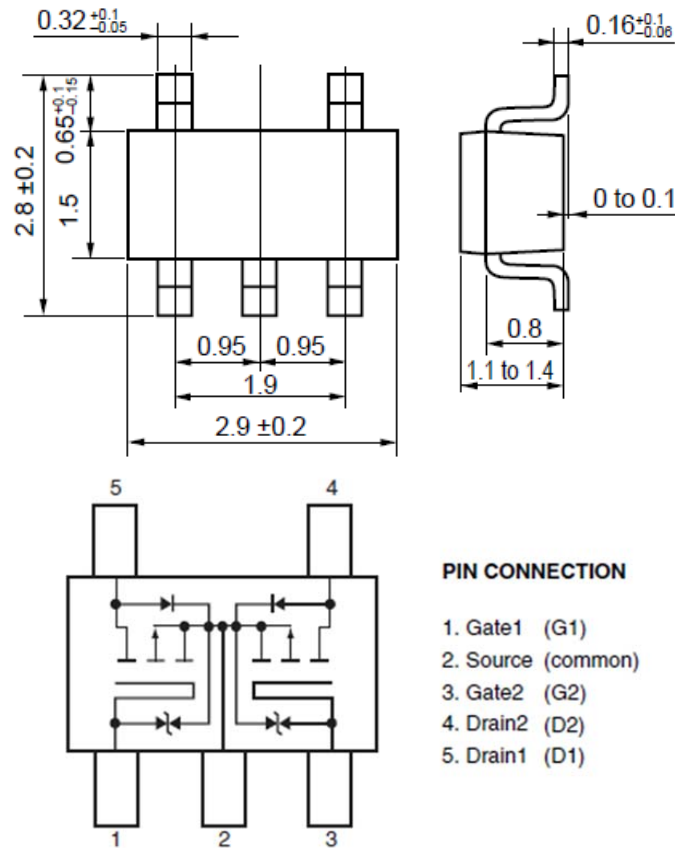 0.32 +0.1 −0.05
0.16 +0.1 −0.06
2.8 ±0.2
0.65 +0.1 −0.15
1.5
0 to 0.1
0.95 0.95
1.9
2.9 ±0.2
0.8
1.1 to 1.4
5 4
PIN CONNECTION
1. Gate1 (G1)
2. Source (common)
3. Gate2 (G2)
4. Drain2 (D2)
5. Drain1 (D1)
1 2 3